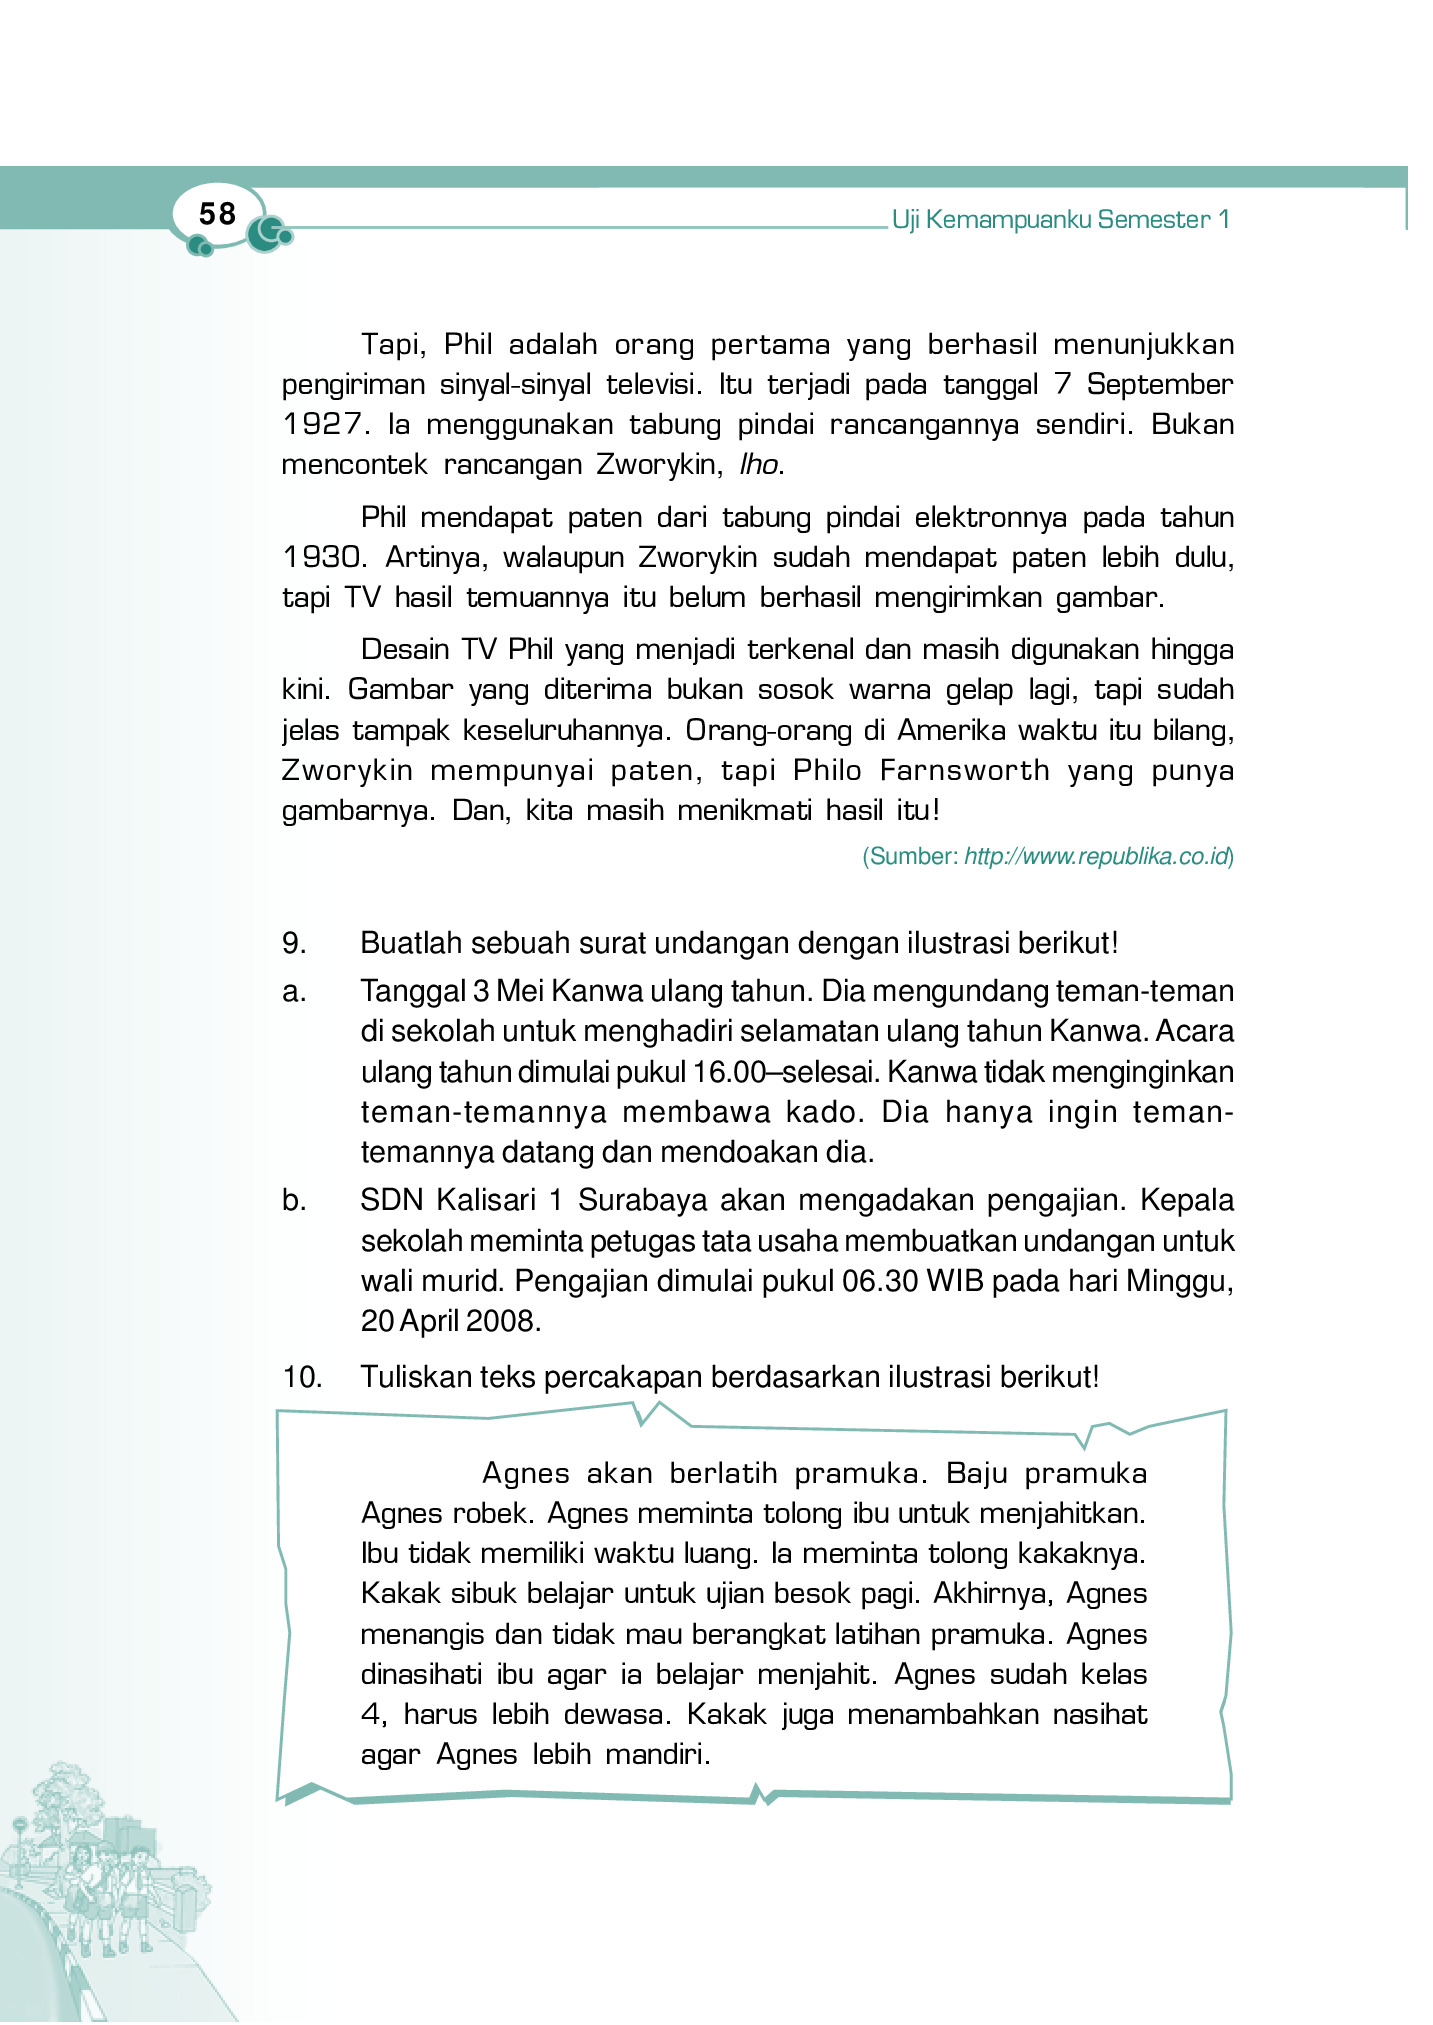 58
Uji Kemampuanku Semester 1
Tapi, Phil adalah orang pertama yang berhasil menunjukkan
pengiriman sinyal-sinyal televisi. Itu terjadi pada tanggal 7 September
1927. Ia menggunakan tabung pindai rancangannya sendiri. Bukan
mencontek rancangan Zworykin, lho.
Phil mendapat paten dari tabung pindai elektronnya pada tahun
1930. Artinya, walaupun Zworykin sudah mendapat paten lebih dulu,
tapi TV hasil temuannya itu belum berhasil mengirimkan gambar.
Desain TV Phil yang menjadi terkenal dan masih digunakan hingga
kini. Gambar yang diterima bukan sosok warna gelap lagi, tapi sudah
jelas tampak keseluruhannya. Orang-orang di Amerika waktu itu bilang,
Zworykin mempunyai paten, tapi Philo Farnsworth yang punya
gambarnya. Dan, kita masih menikmati hasil itu!
(Sumber: http://www.republika.co.id)
9. Buatlah sebuah surat undangan dengan ilustrasi berikut!
a. Tanggal 3 Mei Kanwa ulang tahun. Dia mengundang teman-teman
di sekolah untuk menghadiri selamatan ulang tahun Kanwa. Acara
ulang tahun dimulai pukul 16.00–selesai. Kanwa tidak menginginkan
teman-temannya membawa kado. Dia hanya ingin teman-
temannya datang dan mendoakan dia.
b. SDN Kalisari 1 Surabaya akan mengadakan pengajian. Kepala
sekolah meminta petugas tata usaha membuatkan undangan untuk
wali murid. Pengajian dimulai pukul 06.30 WIB pada hari Minggu,
20 April 2008.
10. Tuliskan teks percakapan berdasarkan ilustrasi berikut!
Agnes akan berlatih pramuka. Baju pramuka
Agnes robek. Agnes meminta tolong ibu untuk menjahitkan.
Ibu tidak memiliki waktu luang. Ia meminta tolong kakaknya.
Kakak sibuk belajar untuk ujian besok pagi. Akhirnya, Agnes
menangis dan tidak mau berangkat latihan pramuka. Agnes
dinasihati ibu agar ia belajar menjahit. Agnes sudah kelas
4, harus lebih dewasa. Kakak juga menambahkan nasihat
agar Agnes lebih mandiri.